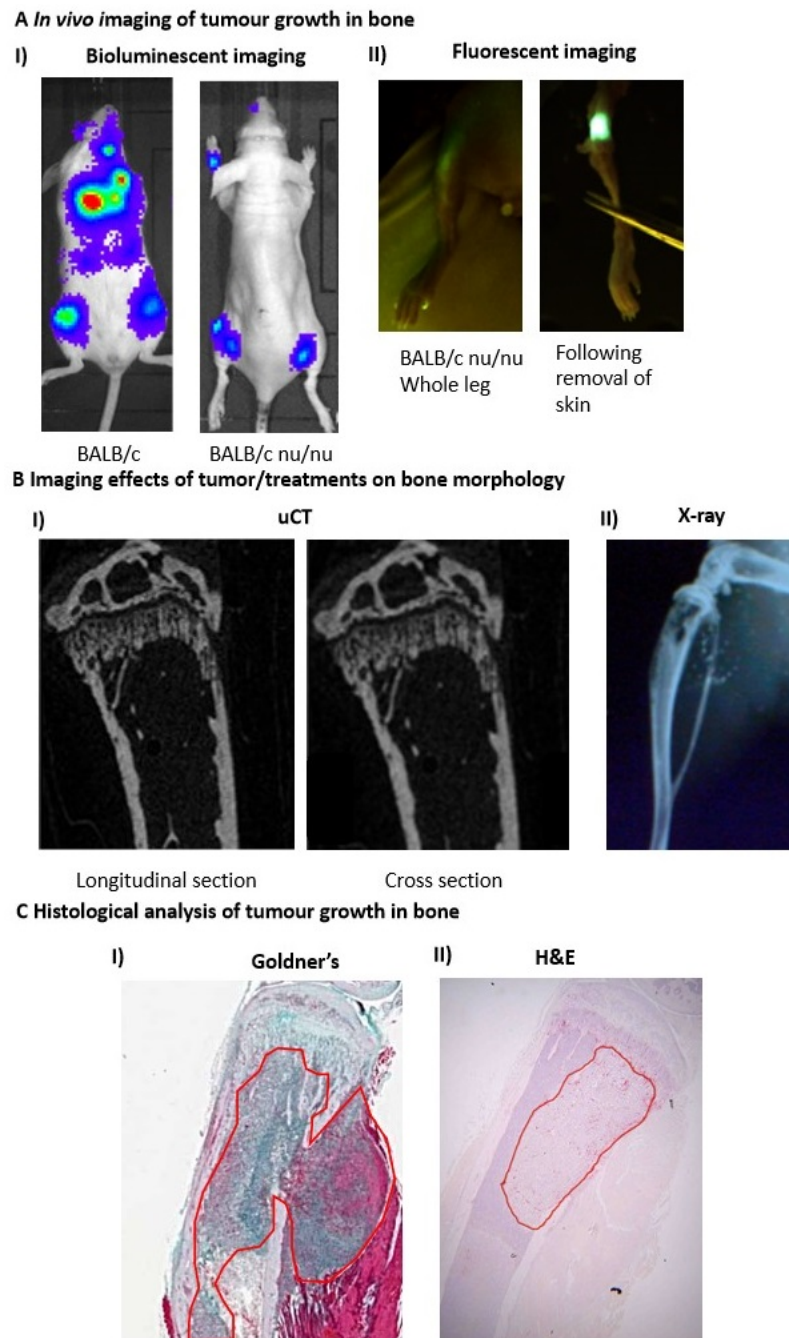 A In vivo imaging of tumour growth in bone
I) Bioluminescent imaging
II) Fluorescent imaging
BALB/c
BALB/c nu/nu
BALB/c nu/nu
Whole leg
Following
removal of
skin
B Imaging effects of tumor/treatments on bone morphology
I) uCT
II) X-ray
Longitudinal section
Cross section
C Histological analysis of tumour growth in bone
I) Goldner's
II) H&E